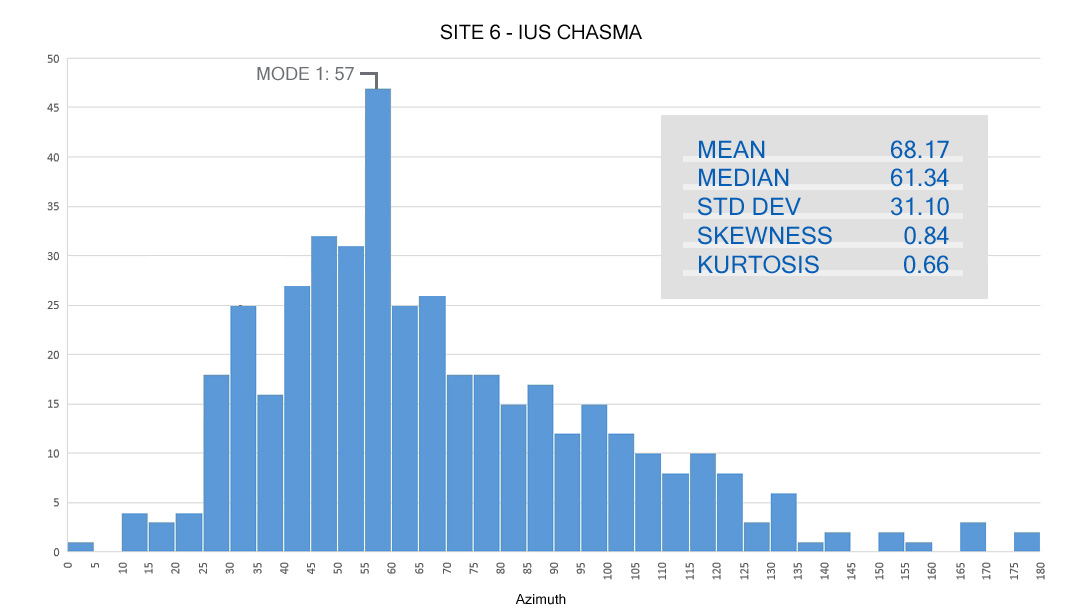 SITE 6 - IUS CHASMA
MODE 1: 57
MEAN 68.17
MEDIAN 61.34
STD DEV 31.10
SKEWNESS 0.84
KURTOSIS 0.66
50
45
40
35
30
25
20
15
10
5
0
0 5 10 15 20 25 30 35 40 45 50 55 60 65 70 75 80 85 90 95 100 105 110 115 120 125 130 135 140 145 150 155 160 165 170 175 180
Azimuth